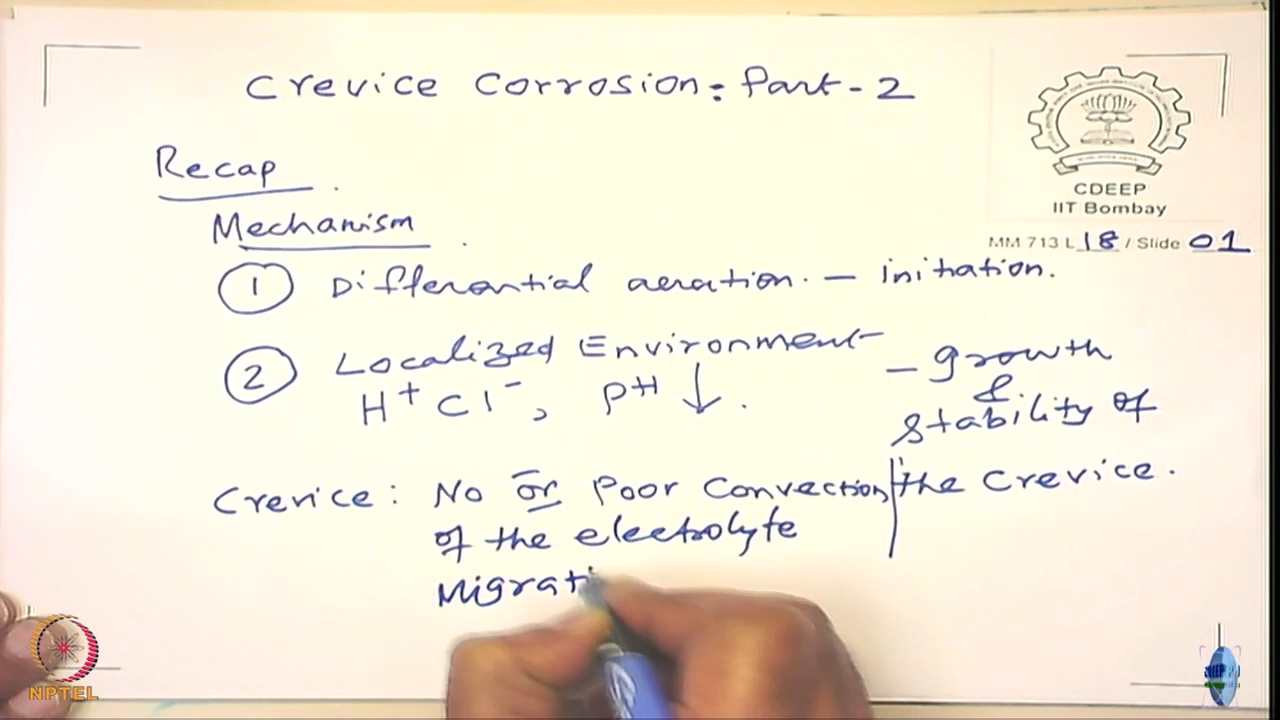 Crevice Corrosion: Part-2
Recap
Mechanism
CDEEP
IIT Bombay
MM 713 L 18 / Slide 01
1 Differential aeration. - initiation.
2 Localized Environment
- growth & stability of the Crevice.
H+ Cl-, pH ↓.
Crevice: No or Poor Convection
of the electrolyte
Migrati
NPTEL